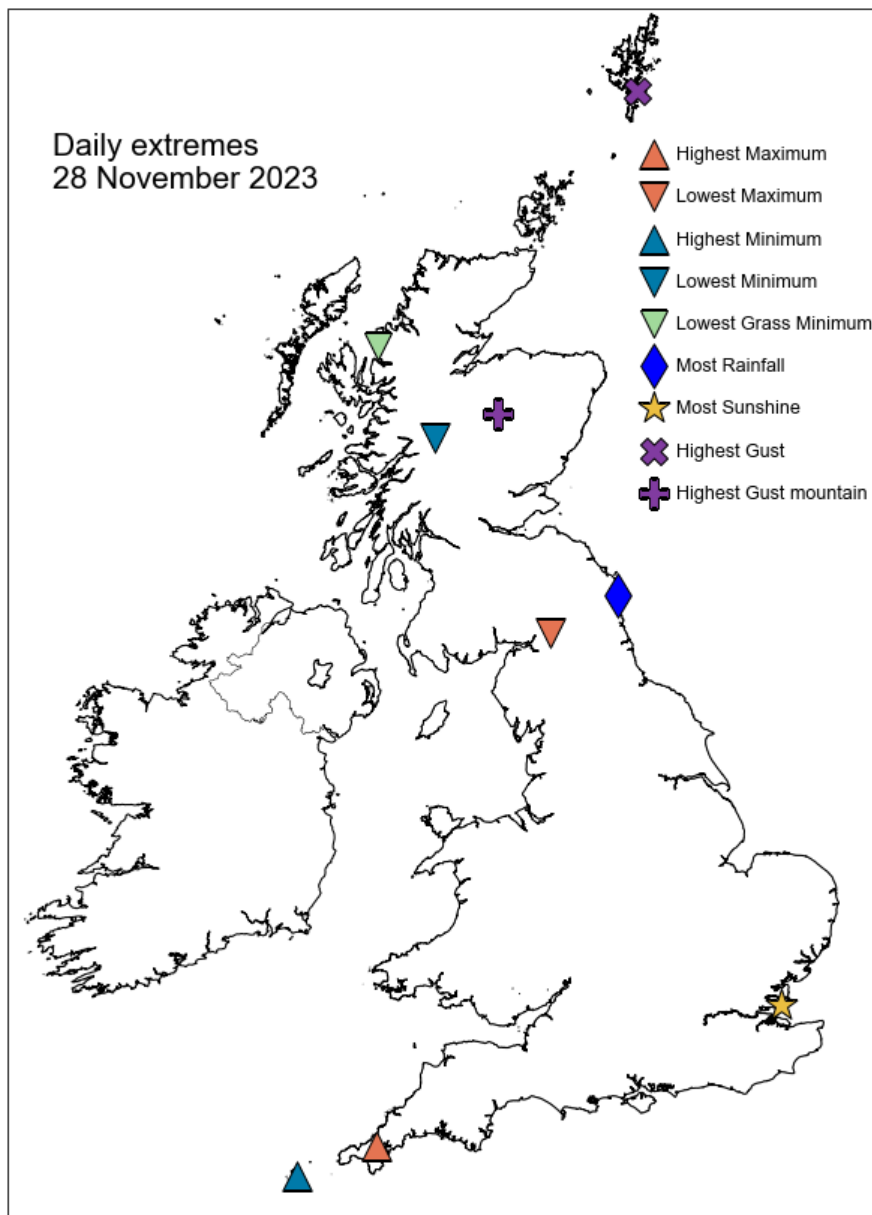 Daily extremes
28 November 2023
Highest Maximum
Lowest Maximum
Highest Minimum
Lowest Minimum
Lowest Grass Minimum
Most Rainfall
Most Sunshine
Highest Gust
Highest Gust mountain